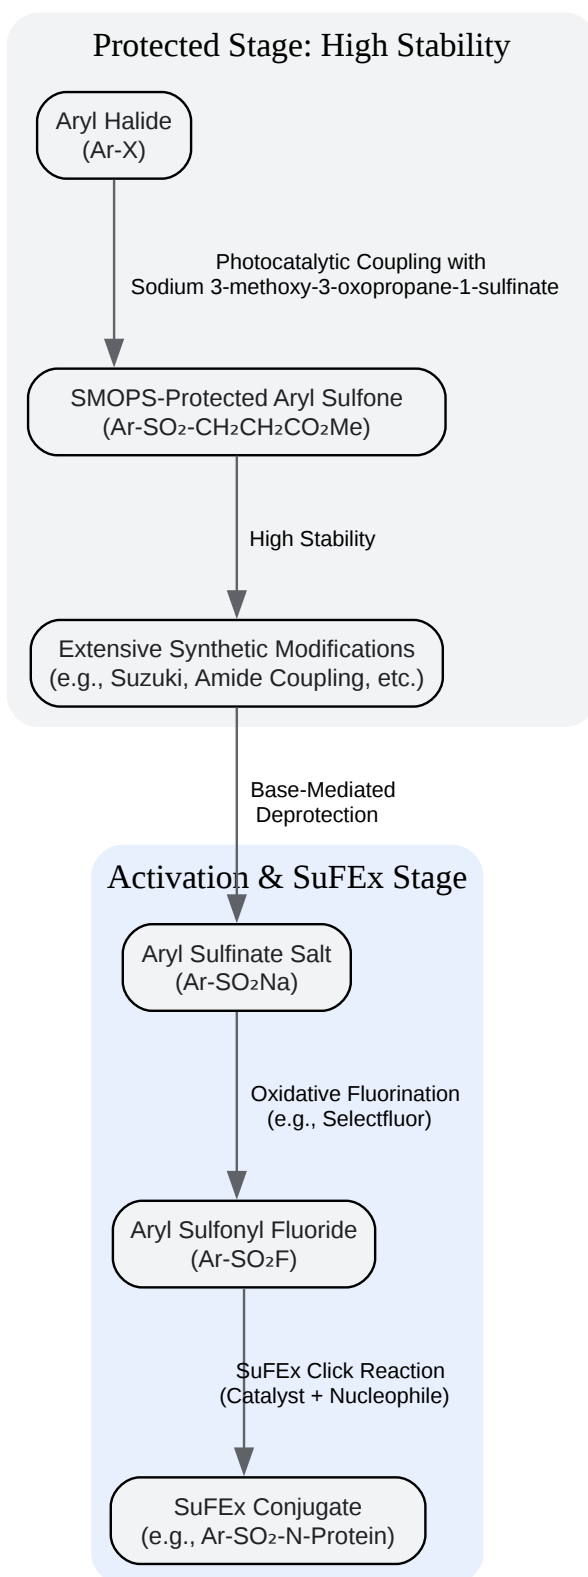 Protected Stage: High Stability
Aryl Halide
(Ar-X)
Photocatalytic Coupling with
Sodium 3-methoxy-3-oxopropane-1-sulfinate
SMOPS-Protected Aryl Sulfone
(Ar-SO₂-CH₂CH₂CO₂Me)
High Stability
Extensive Synthetic Modifications
(e.g., Suzuki, Amide Coupling, etc.)
Base-Mediated
Deprotection
Activation & SuFEx Stage
Aryl Sulfinate Salt
(Ar-SO₂Na)
Oxidative Fluorination
(e.g., Selectfluor)
Aryl Sulfonyl Fluoride
(Ar-SO₂F)
SuFEx Click Reaction
(Catalyst + Nucleophile)
SuFEx Conjugate
(e.g., Ar-SO₂-N-Protein)